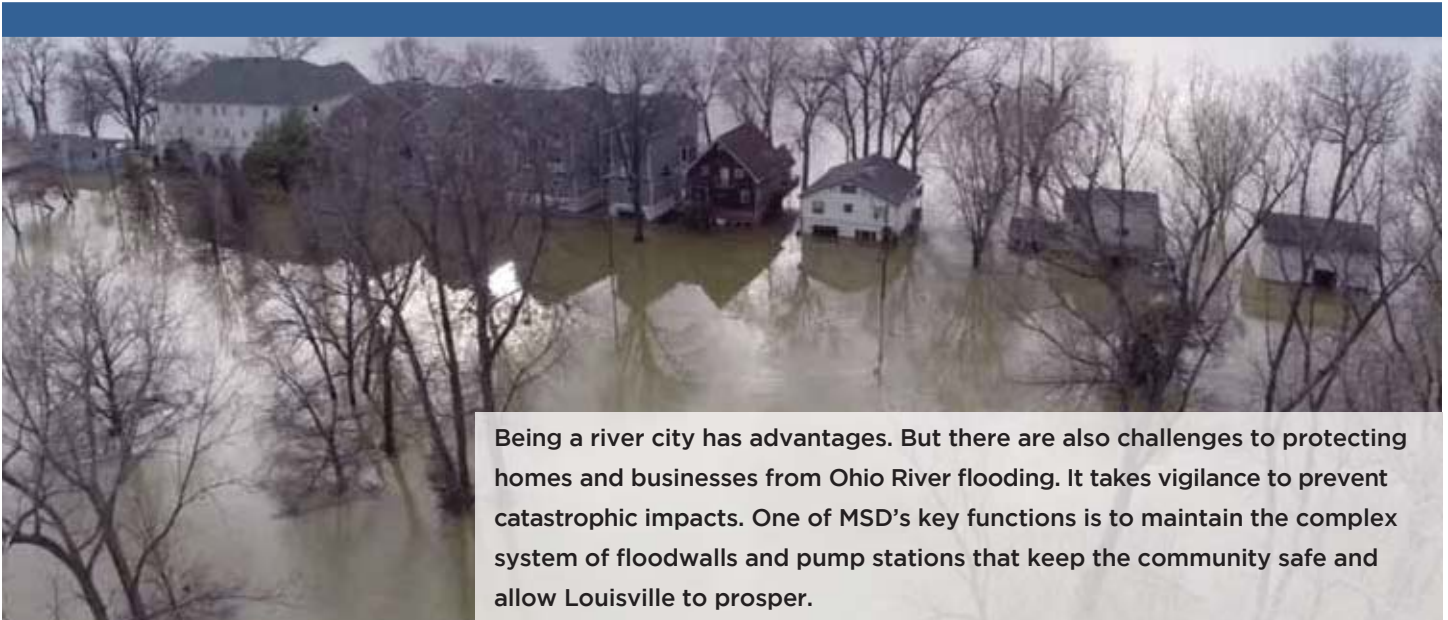 Being a river city has advantages. But there are also challenges to protecting
homes and businesses from Ohio River flooding. It takes vigilance to prevent
catastrophic impacts. One of MSD’s key functions is to maintain the complex
system of floodwalls and pump stations that keep the community safe and
allow Louisville to prosper.